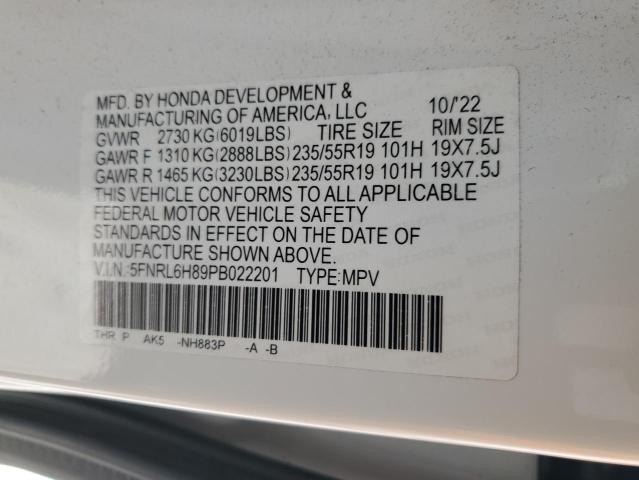 MFD. BY HONDA DEVELOPMENT &
MANUFACTURING OF AMERICA, LLC 10/'22
GVWR 2730 KG(6019LBS) TIRE SIZE RIM SIZE
GAWR F 1310 KG(2888LBS)235/55R19 101H 19X7.5J
GAWR R 1465 KG(3230LBS)235/55R19 101H 19X7.5J
THIS VEHICLE CONFORMS TO ALL APPLICABLE
FEDERAL MOTOR VEHICLE SAFETY
STANDARDS IN EFFECT ON THE DATE OF
MANUFACTURE SHOWN ABOVE.
V.I.N.:5FNRL6H89PB022201 TYPE:MPV
THR P AK5 -NH883P -A -B